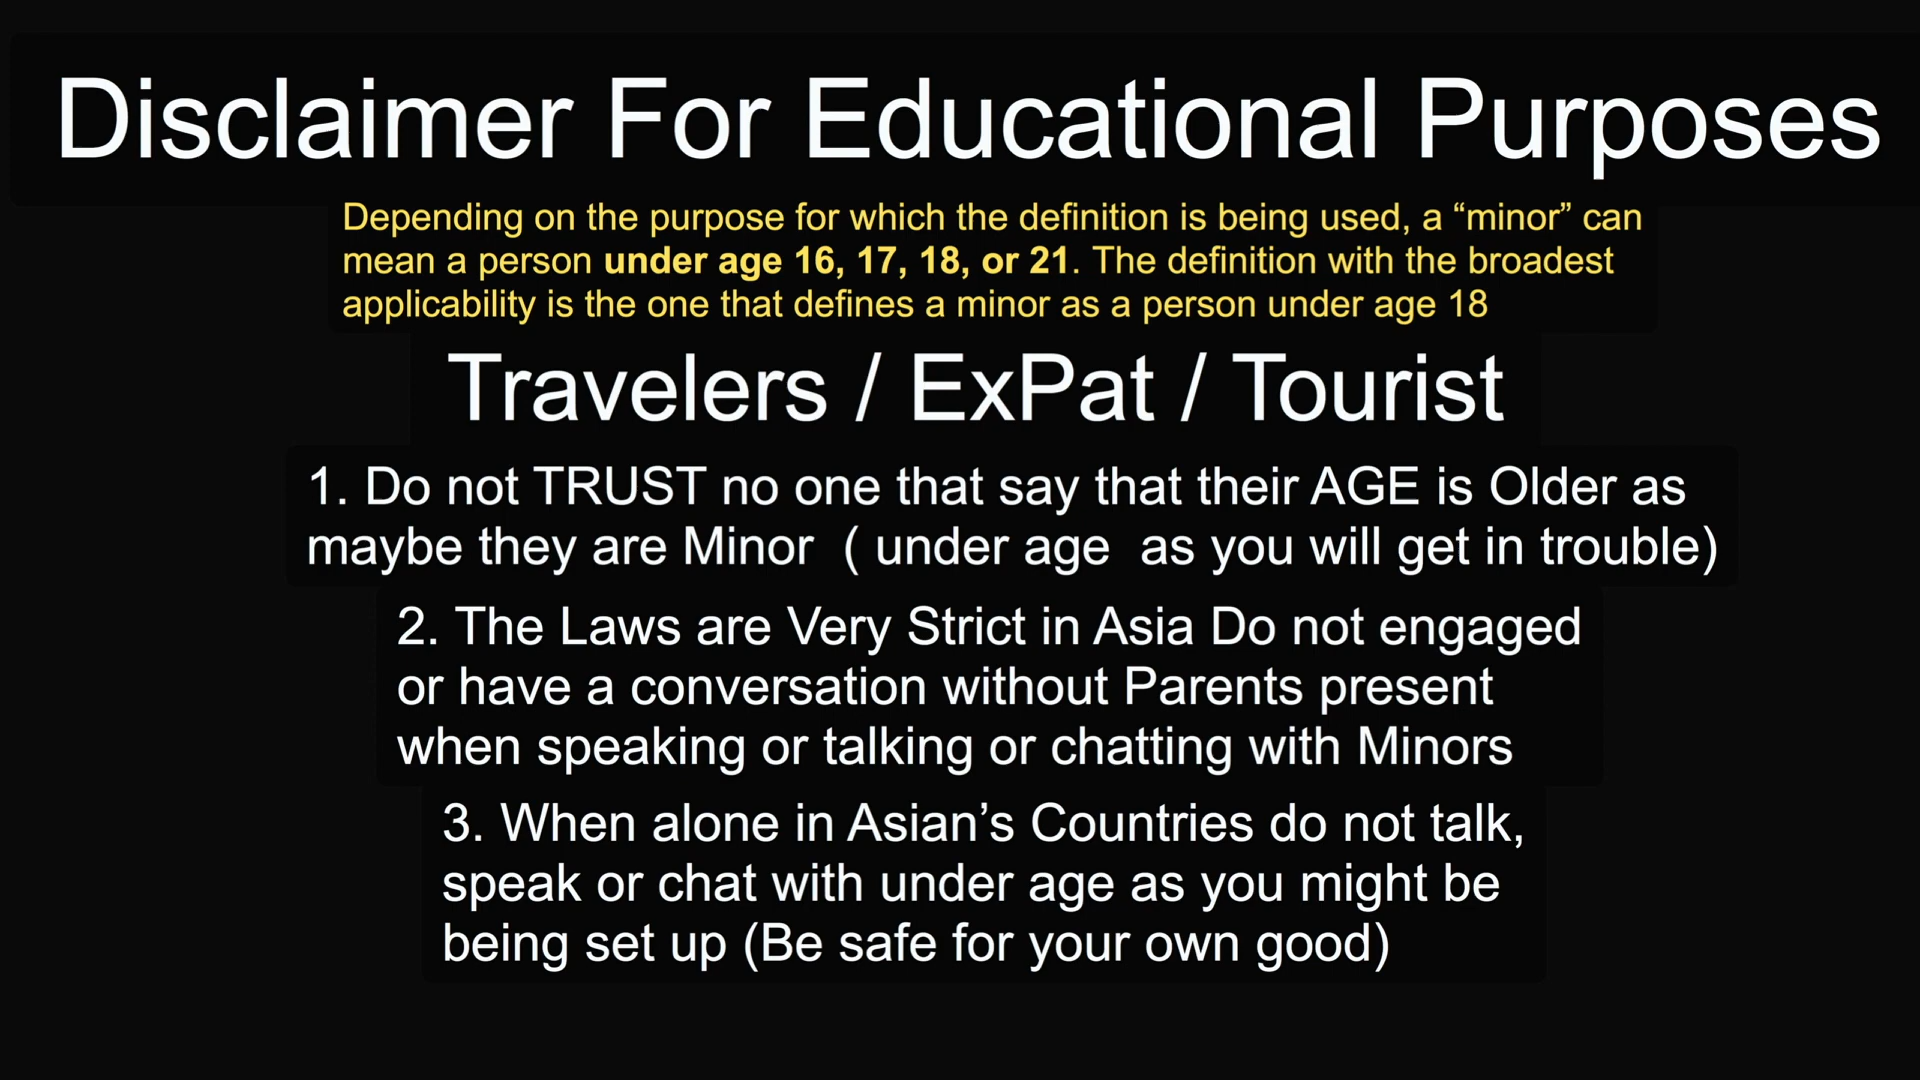 Disclaimer For Educational Purposes
Depending on the purpose for which the definition is being used, a “minor” can
mean a person under age 16, 17, 18, or 21. The definition with the broadest
applicability is the one that defines a minor as a person under age 18
Travelers / ExPat / Tourist
1. Do not TRUST no one that say that their AGE is Older as
maybe they are Minor ( under age as you will get in trouble)
2. The Laws are Very Strict in Asia Do not engaged
or have a conversation without Parents present
when speaking or talking or chatting with Minors
3. When alone in Asian’s Countries do not talk,
speak or chat with under age as you might be
being set up (Be safe for your own good)